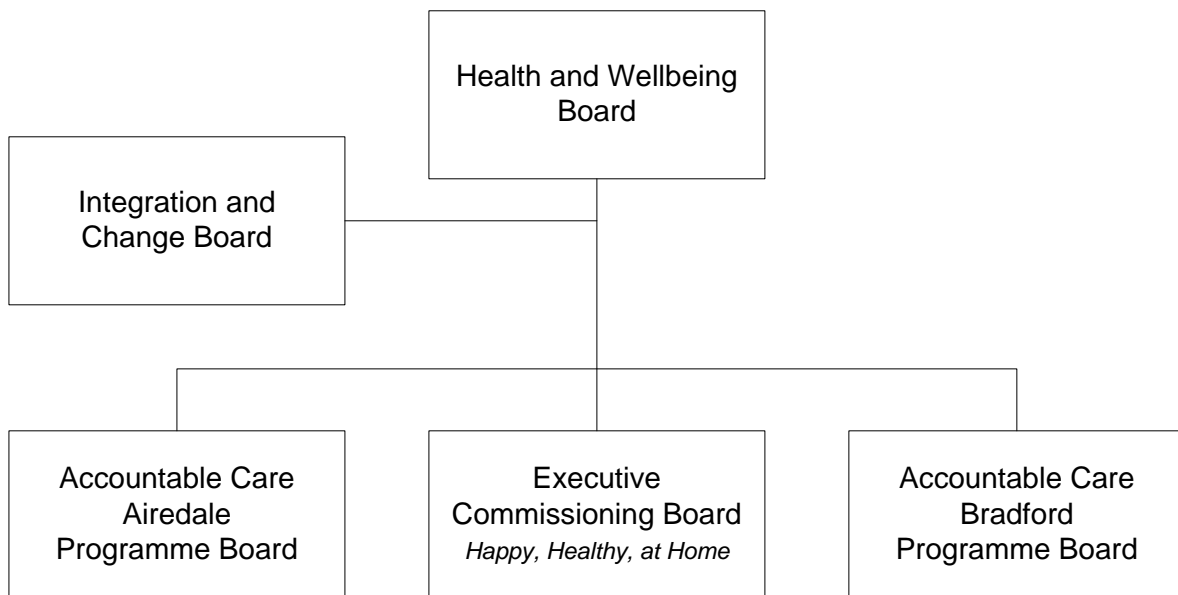 Health and Wellbeing
Board
Integration and
Change Board
Accountable Care
Airedale
Programme Board
Executive
Commissioning Board
Happy, Healthy, at Home
Accountable Care
Bradford
Programme Board